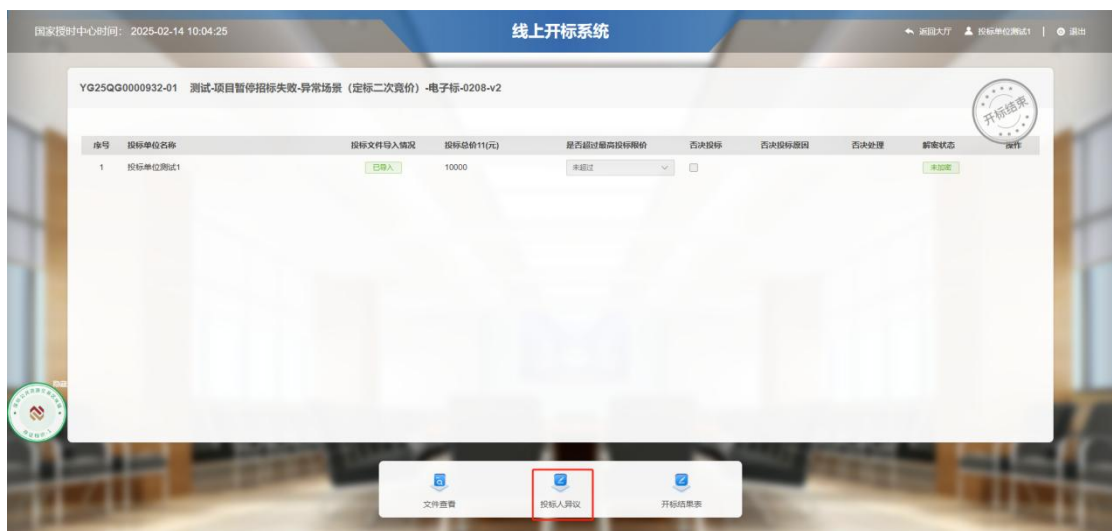 国家授时中心时间： 2025-02-14 10:04:25
线上开标系统
返回大厅 投标单位测试1 | 退出
YG25QG0000932-01 测试-项目暂停招标失败-异常场景（定标二次竞价）-电子标-0208-v2
开标结束
序号 投标单位名称 投标文件导入情况 投标总价11(元) 是否超过最高投标限价 否决投标 否决投标原因 否决处理 解密状态 操作
1 投标单位测试1 已导入 10000 未超过 未加密
隐藏
文件查看 投标人异议 开标结果表